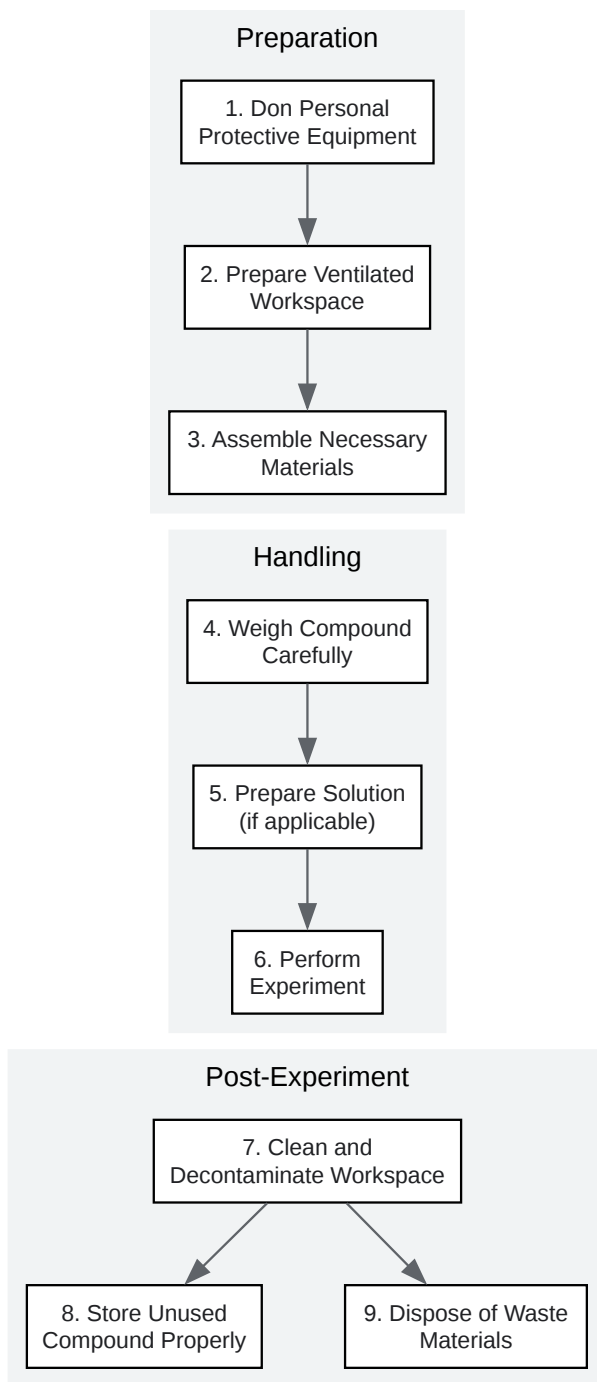 Preparation
1. Don Personal
Protective Equipment
2. Prepare Ventilated
Workspace
3. Assemble Necessary
Materials
Handling
4. Weigh Compound
Carefully
5. Prepare Solution
(if applicable)
6. Perform
Experiment
Post-Experiment
7. Clean and
Decontaminate Workspace
8. Store Unused
Compound Properly
9. Dispose of Waste
Materials